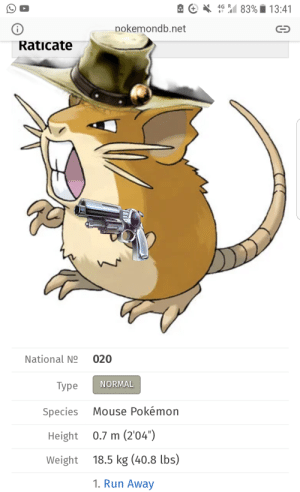 4G 83% 13:41
pokemondb.net
Raticate
National № 020
Type NORMAL
Species Mouse Pokémon
Height 0.7 m (2'04")
Weight 18.5 kg (40.8 lbs)
1. Run Away